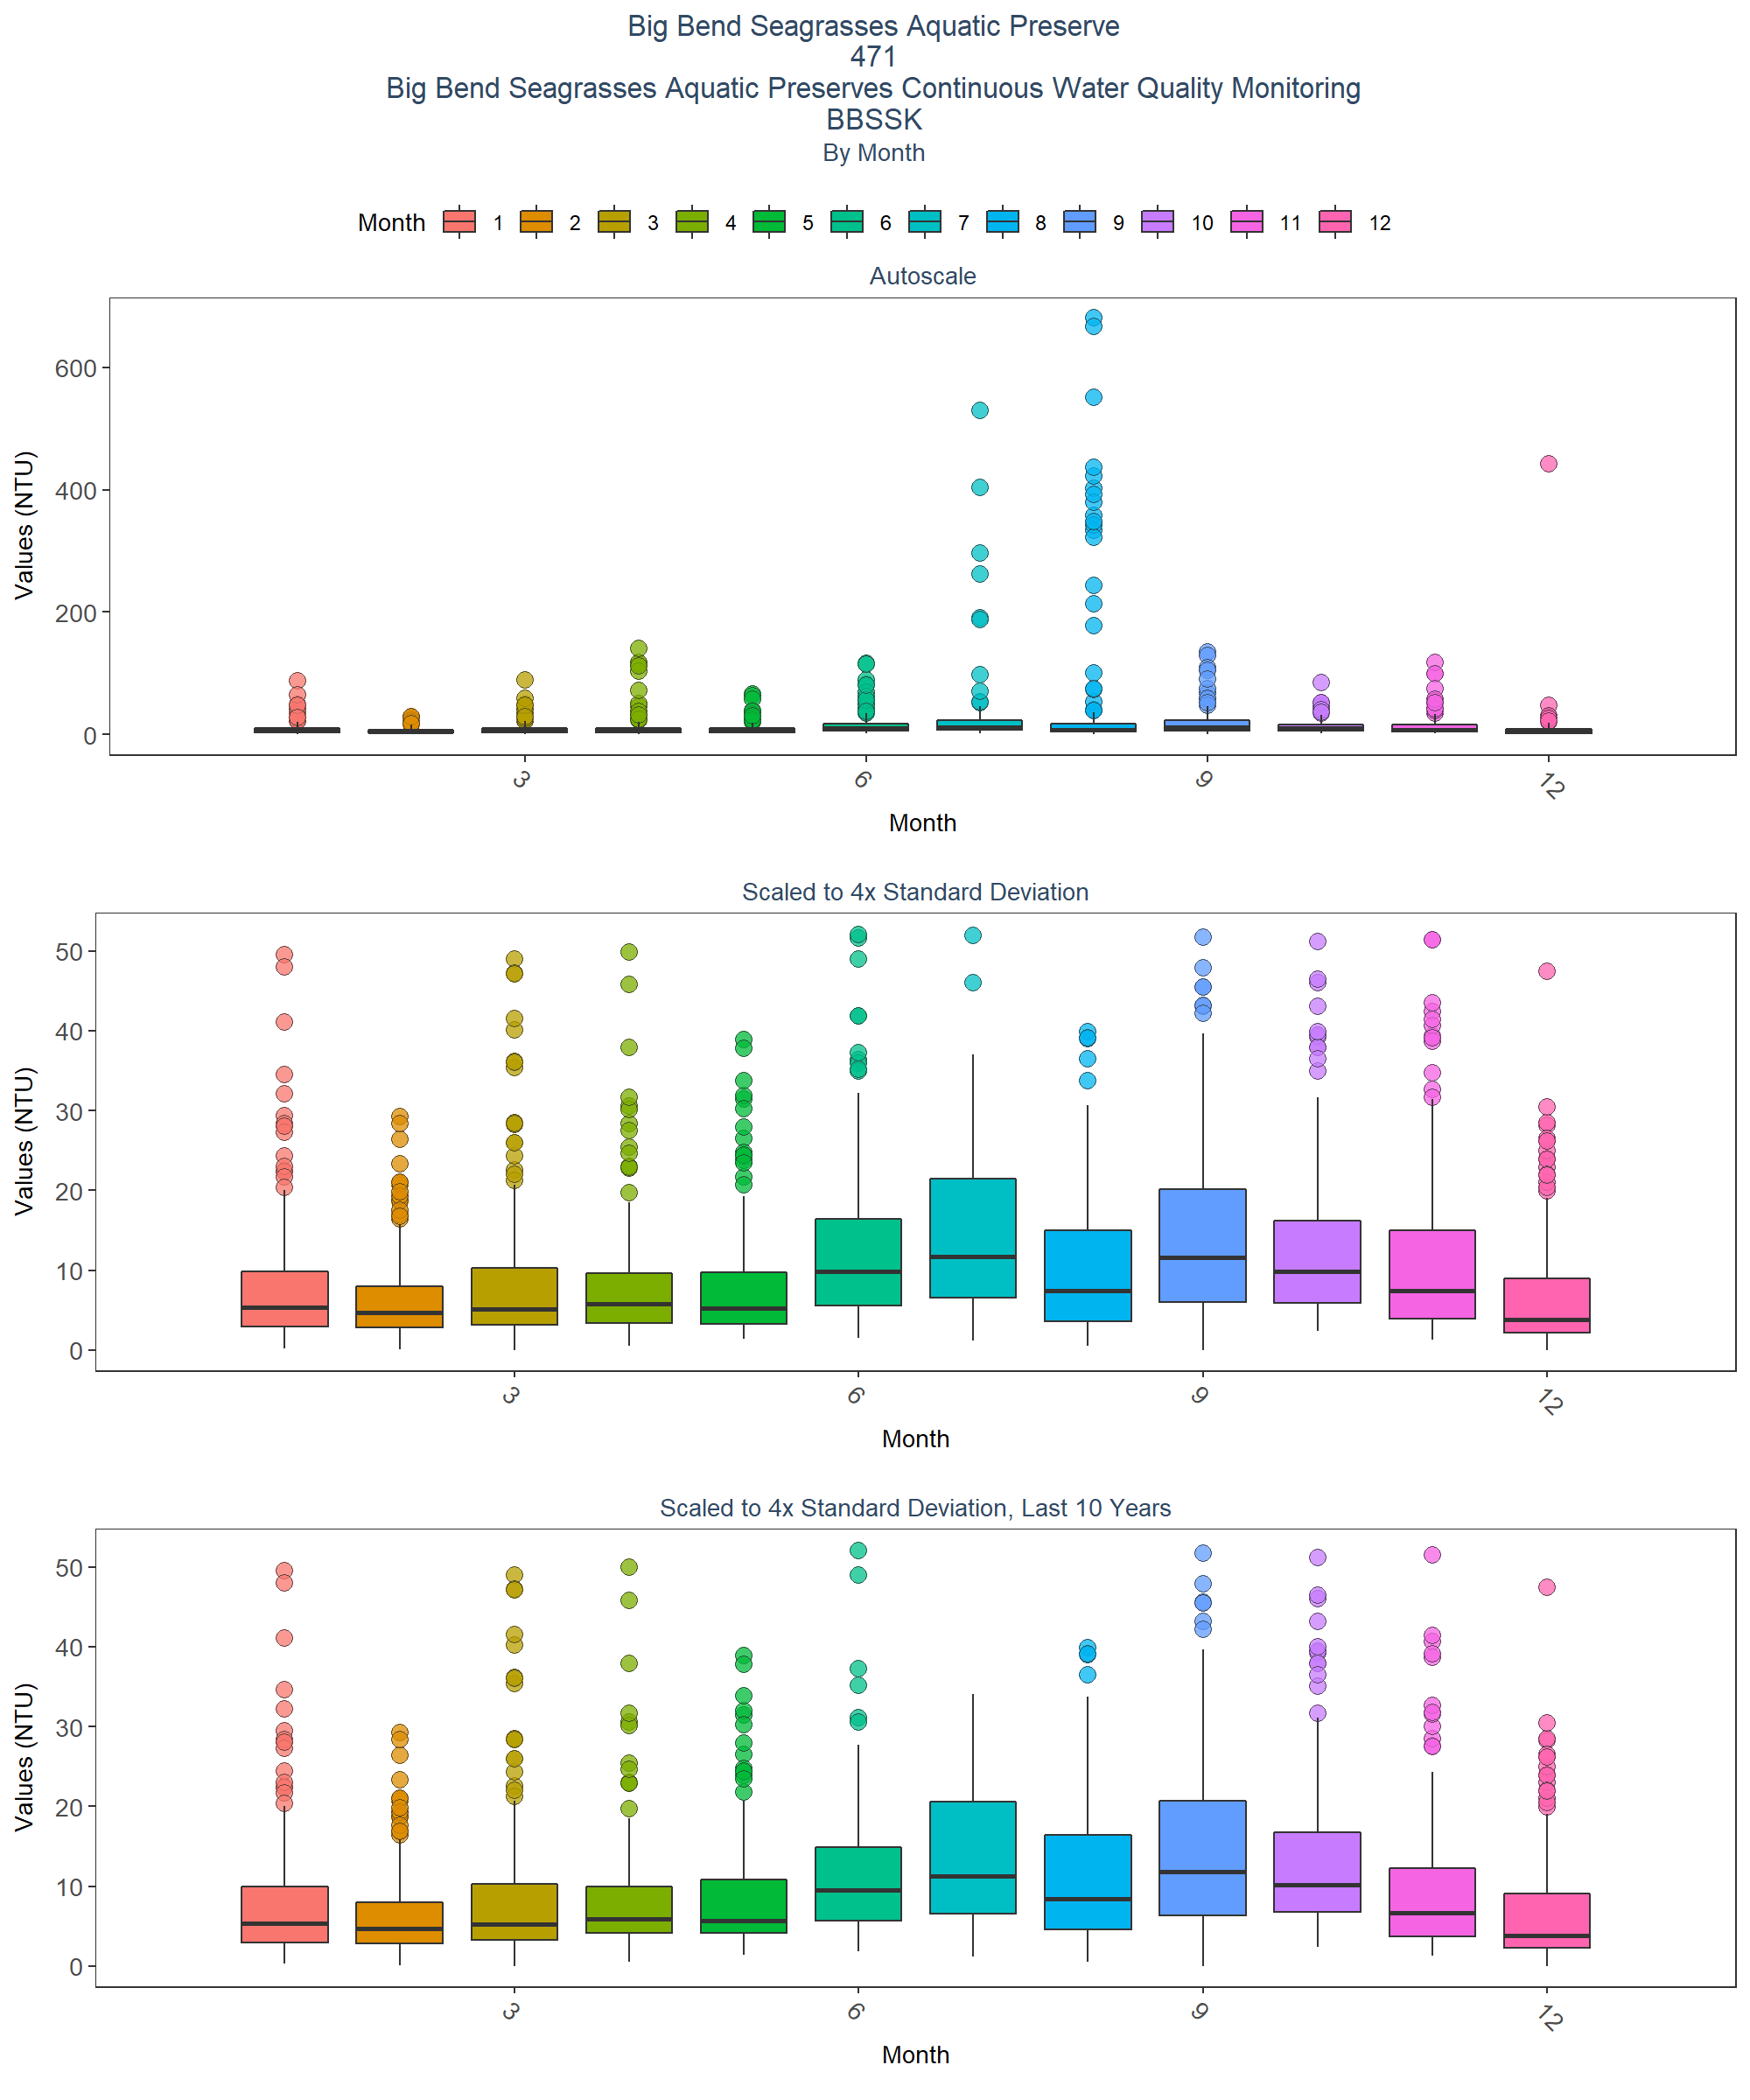 Big Bend Seagrasses Aquatic Preserve
471
Big Bend Seagrasses Aquatic Preserves Continuous Water Quality Monitoring
BBSSK
By Month
Month 1 2 3 4 5 6 7 8 9 10 11 12
Autoscale
Values (NTU)
600
400
200
0
3 6 9 12
Month
Scaled to 4x Standard Deviation
Values (NTU)
50
40
30
20
10
0
3 6 9 12
Month
Scaled to 4x Standard Deviation, Last 10 Years
Values (NTU)
50
40
30
20
10
0
3 6 9 12
Month